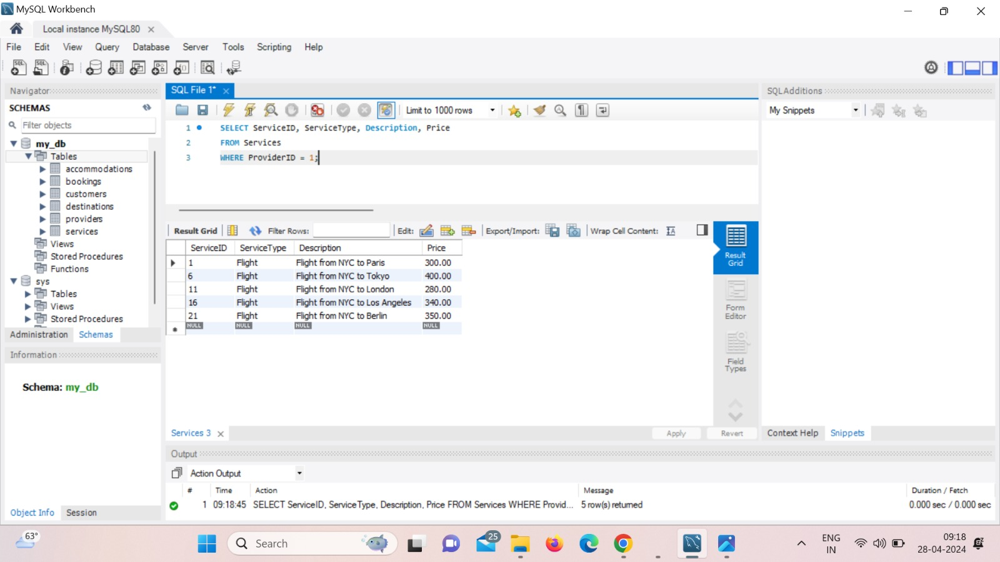 MySQL Workbench
Local instance MySQL80
File Edit View Query Database Server Tools Scripting Help
Navigator
SCHEMAS
Filter objects
my_db
Tables
accommodations
bookings
customers
destinations
providers
services
Views
Stored Procedures
Functions
sys
Tables
Views
Stored Procedures
Administration Schemas
Information
Schema: my_db
Object Info Session
SQL File 1*
Limit to 1000 rows
1 SELECT ServiceID, ServiceType, Description, Price
2 FROM Services
3 WHERE ProviderID = 1;
Result Grid Filter Rows: Edit: Export/Import: Wrap Cell Content:
ServiceID ServiceType Description Price
1 Flight Flight from NYC to Paris 300.00
6 Flight Flight from NYC to Tokyo 400.00
11 Flight Flight from NYC to London 280.00
16 Flight Flight from NYC to Los Angeles 340.00
21 Flight Flight from NYC to Berlin 350.00
NULL NULL NULL NULL
Result
Grid
Form
Editor
Field
Types
Services 3
Apply Revert
SQLAdditions
My Snippets
Context Help Snippets
Output
Action Output
# Time Action Message Duration / Fetch
1 09:18:45 SELECT ServiceID, ServiceType, Description, Price FROM Services WHERE Provid... 5 row(s) returned 0.000 sec / 0.000 sec
63°
Search
25
ENG
IN
09:18
28-04-2024